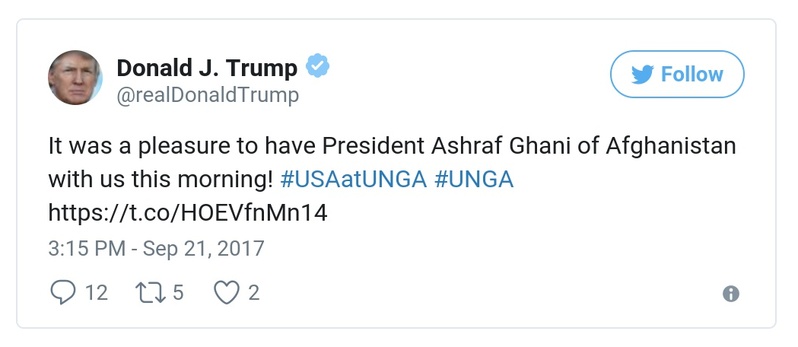 Donald J. Trump
@realDonaldTrump
Follow
It was a pleasure to have President Ashraf Ghani of Afghanistan
with us this morning! #USAatUNGA #UNGA
https://t.co/HOEVfnMn14
3:15 PM - Sep 21, 2017
12 5 2